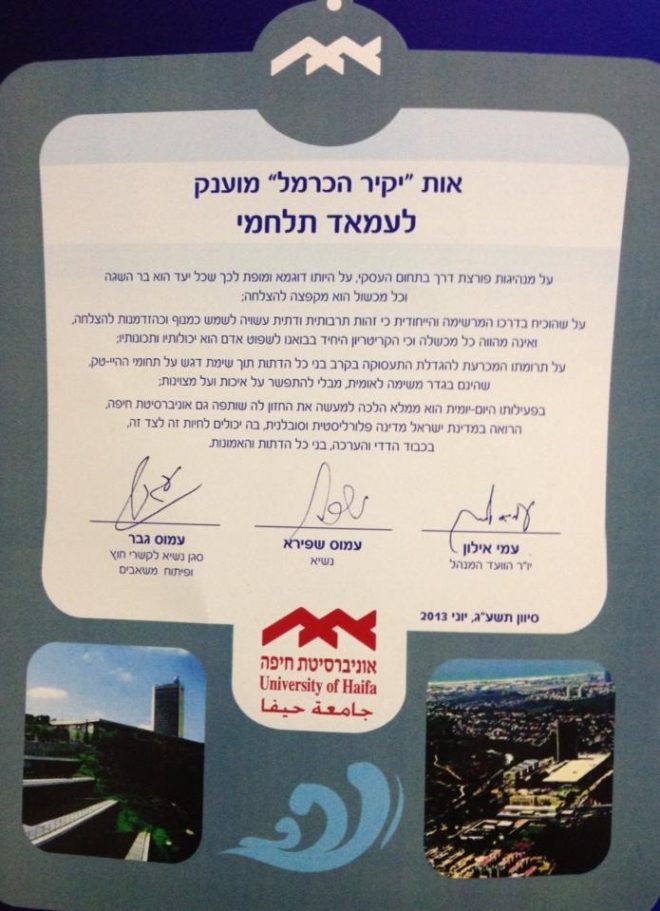 אות "יקיר הכרמל" מוענק
לעמאד תלחמי
על מנהיגות פורצת דרך בתחום העסקי, על היותו דוגמא ומופת לכך שכל יעד הוא בר השגה
וכל מכשול הוא מקפצה להצלחה;
על שהוכיח בדרכו המרשימה והייחודית כי זהות תרבותית ודתית עשויה לשמש כמנוף וכהזדמנות להצלחה,
ואינה מהווה כל מכשלה וכי הקריטריון היחיד בבואנו לשפוט אדם הוא יכולותיו ותכונותיו;
על תרומתו המכרעת להגדלת התעסוקה בקרב בני כל הדתות תוך שימת דגש על תחומי ההיי-טק,
שהינם בגדר משימה לאומית, מבלי להתפשר על איכות ועל מצוינות;
בפעילותו היום-יומית הוא ממלא הלכה למעשה את החזון לה שותפה גם אוניברסיטת חיפה,
הרואה במדינת ישראל מדינה פלורליסטית וסובלנית, בה יכולים לחיות זה לצד זה,
בכבוד הדדי והערכה, בני כל הדתות והאמונות.
עמי אילון
יו"ר הוועד המנהל
עמוס שפירא
נשיא
עמוס גבר
סגן נשיא לקשרי חוץ
ופיתוח משאבים
סיוון תשע"ג, יוני 2013
אוניברסיטת חיפה
University of Haifa
جامعة حيفا